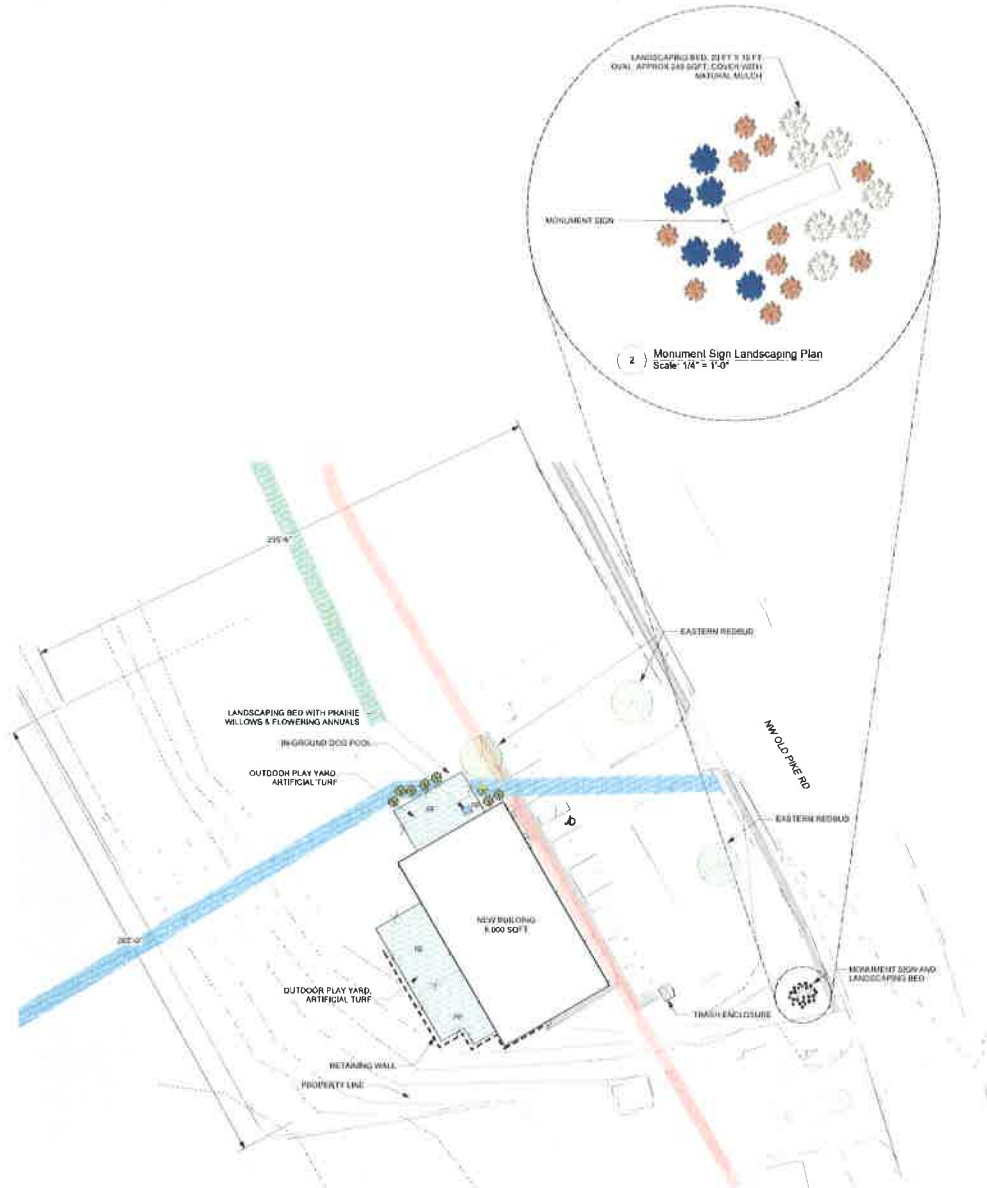 LANDSCAPING BED, 20 FT X 15 FT
OVAL, APPROX 240 SQFT, COVER WITH
NATURAL MULCH
MONUMENT SIGN
2
Monument Sign Landscaping Plan
Scale: 1/4" = 1'-0"
EASTERN REDBUD
LANDSCAPING BED WITH PRAIRIE
WILLOWS & FLOWERING ANNUALS
IN-GROUND DOG POOL
OUTDOOR PLAY YARD,
ARTIFICIAL TURF
NW OLD PIKE RD
EASTERN REDBUD
NEW BUILDING
SQFT
OUTDOOR PLAY YARD,
ARTIFICIAL TURF
MONUMENT SIGN AND
LANDSCAPING BED
TRASH ENCLOSURE
RETAINING WALL
PROPERTY LINE